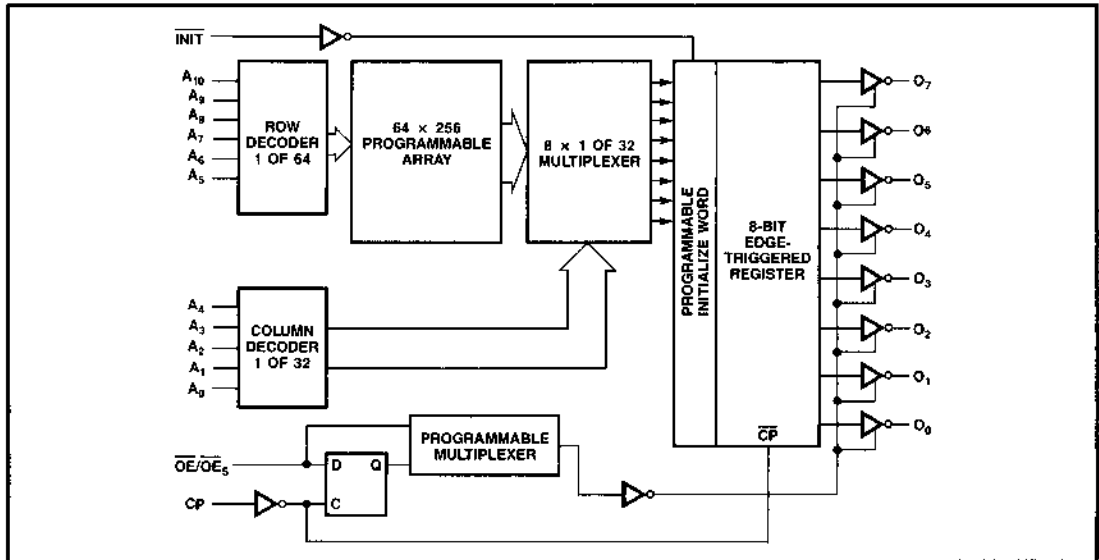 INIT
A10
A9
A8
A7
A6
A5
ROW
DECODER
1 OF 64
64 × 256
PROGRAMMABLE
ARRAY
8 × 1 OF 32
MULTIPLEXER
PROGRAMMABLE
INITIALIZE WORD
8-BIT
EDGE-
TRIGGERED
REGISTER
CP
O7
O6
O5
O4
O3
O2
O1
O0
A4
A3
A2
A1
A0
COLUMN
DECODER
1 OF 32
PROGRAMMABLE
MULTIPLEXER
OE/OES
D Q
C
CP